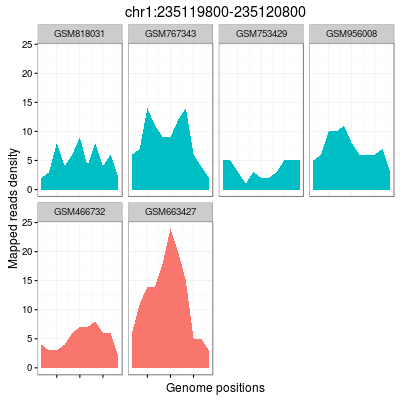 chr1:235119800-235120800
GSM818031 GSM767343 GSM753429 GSM956008
25
20
15
10
5
0
Mapped reads density
GSM466732 GSM663427
25
20
15
10
5
0
Genome positions